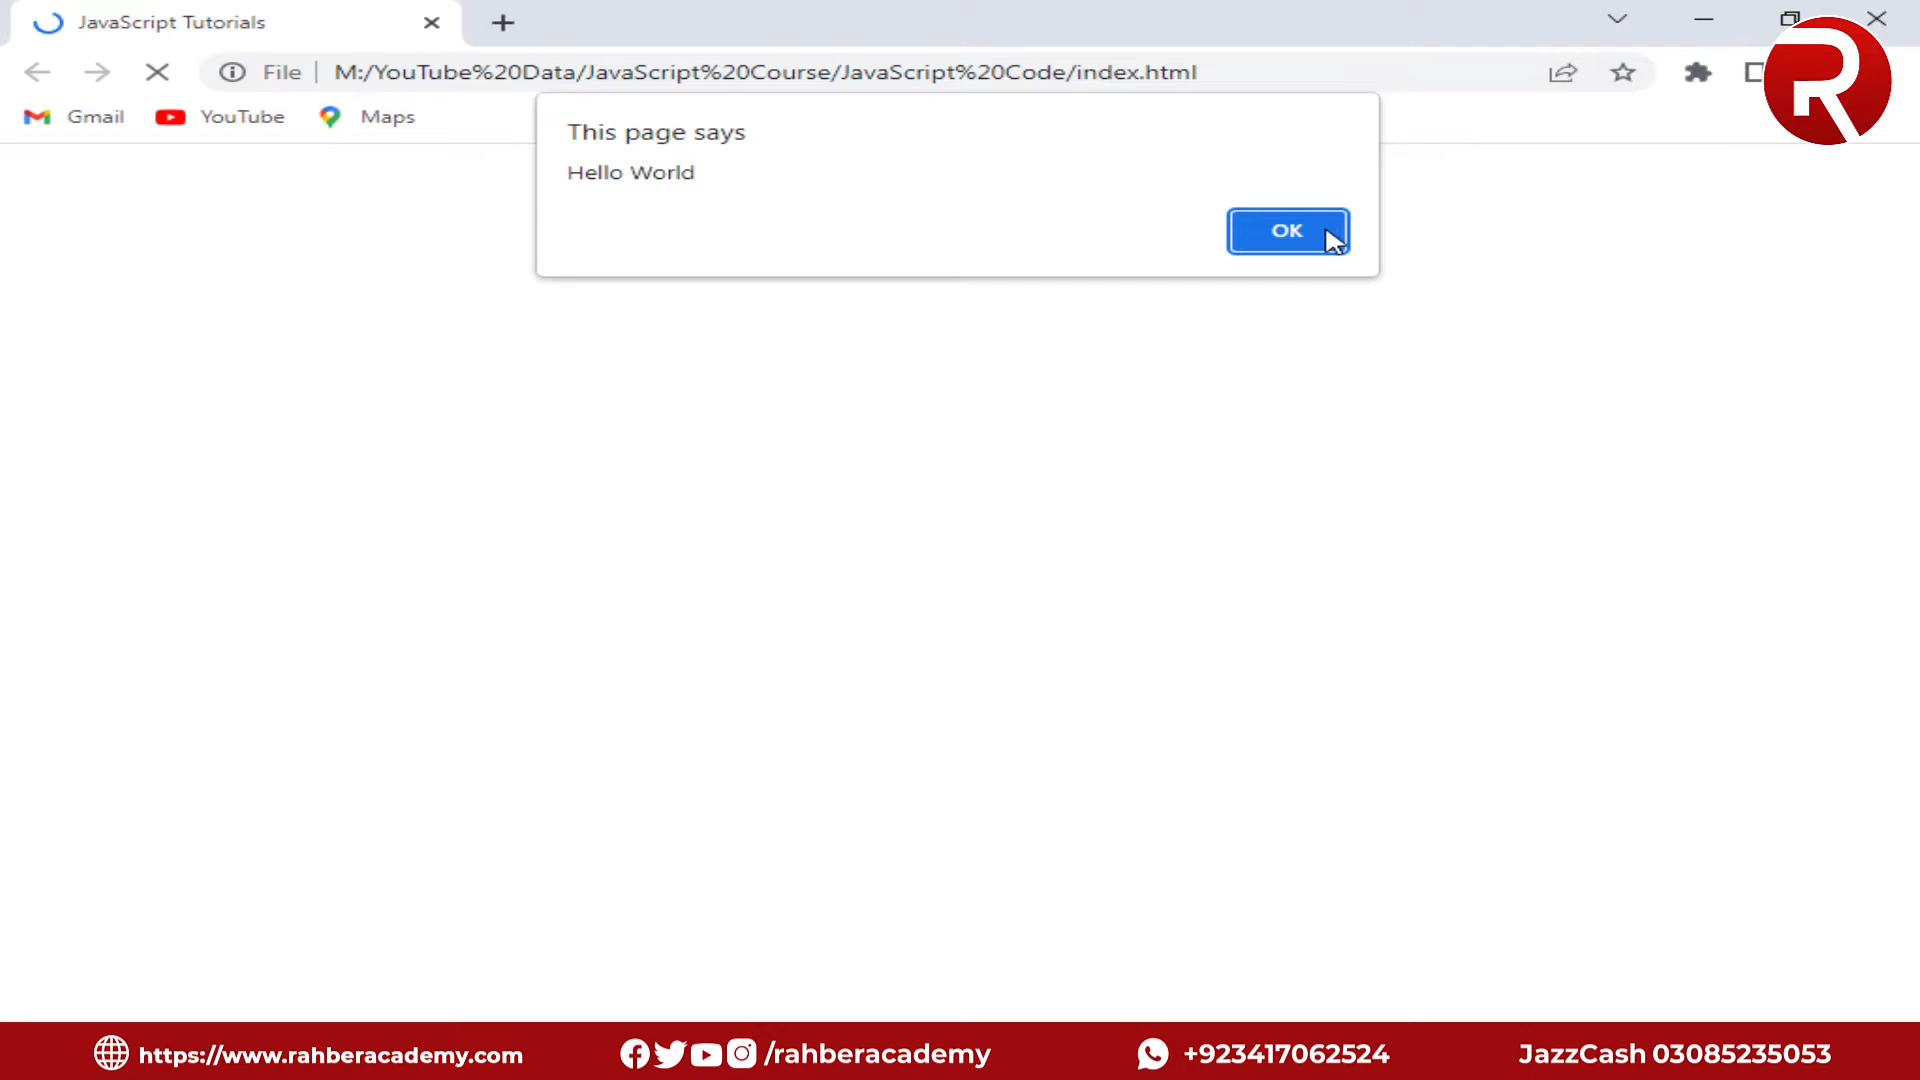 JavaScript Tutorials
File | M:/YouTube%20Data/JavaScript%20Course/JavaScript%20Code/index.html
Gmail YouTube Maps
This page says
Hello World
OK
R
https://www.rahberacademy.com /rahberacademy +923417062524 JazzCash 03085235053